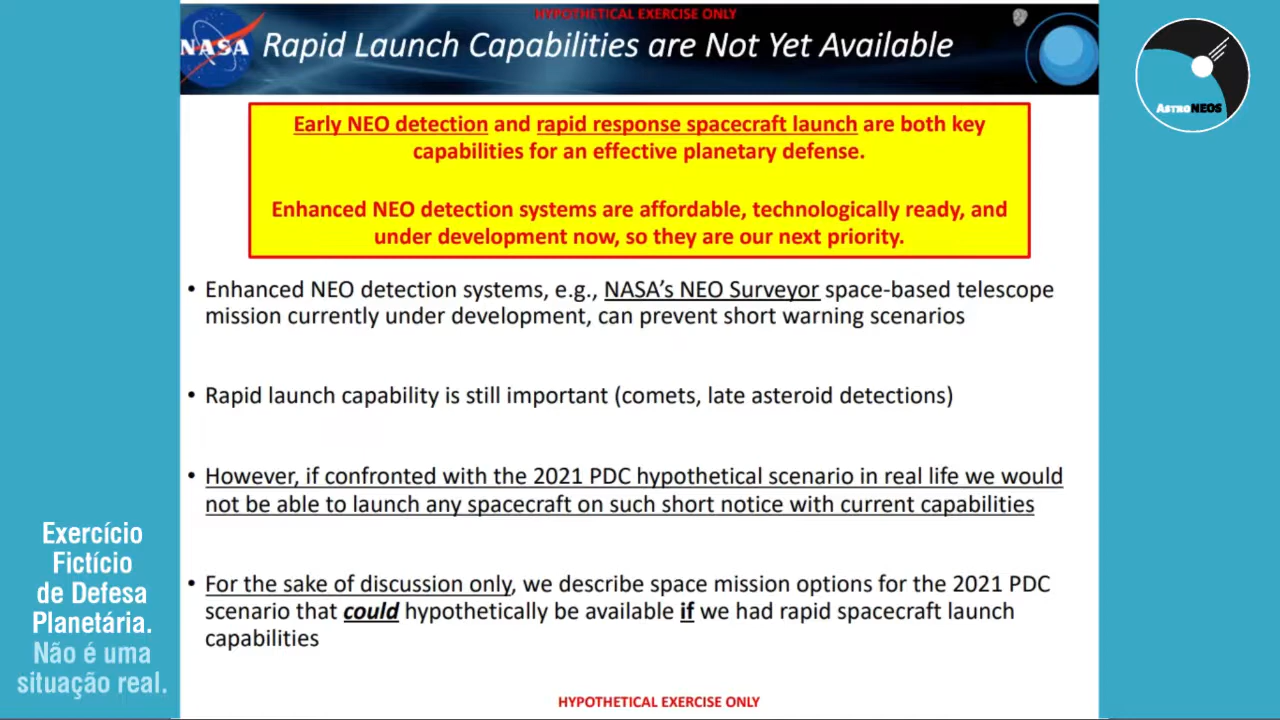 HYPOTHETICAL EXERCISE ONLY
NASA
Rapid Launch Capabilities are Not Yet Available
ASTRONEOS
Early NEO detection and rapid response spacecraft launch are both key
capabilities for an effective planetary defense.
Enhanced NEO detection systems are affordable, technologically ready, and
under development now, so they are our next priority.
• Enhanced NEO detection systems, e.g., NASA's NEO Surveyor space-based telescope
mission currently under development, can prevent short warning scenarios
• Rapid launch capability is still important (comets, late asteroid detections)
• However, if confronted with the 2021 PDC hypothetical scenario in real life we would
not be able to launch any spacecraft on such short notice with current capabilities
• For the sake of discussion only, we describe space mission options for the 2021 PDC
scenario that could hypothetically be available if we had rapid spacecraft launch
capabilities
HYPOTHETICAL EXERCISE ONLY
Exercício
Fictício
de Defesa
Planetária.
Não é uma
situação real.